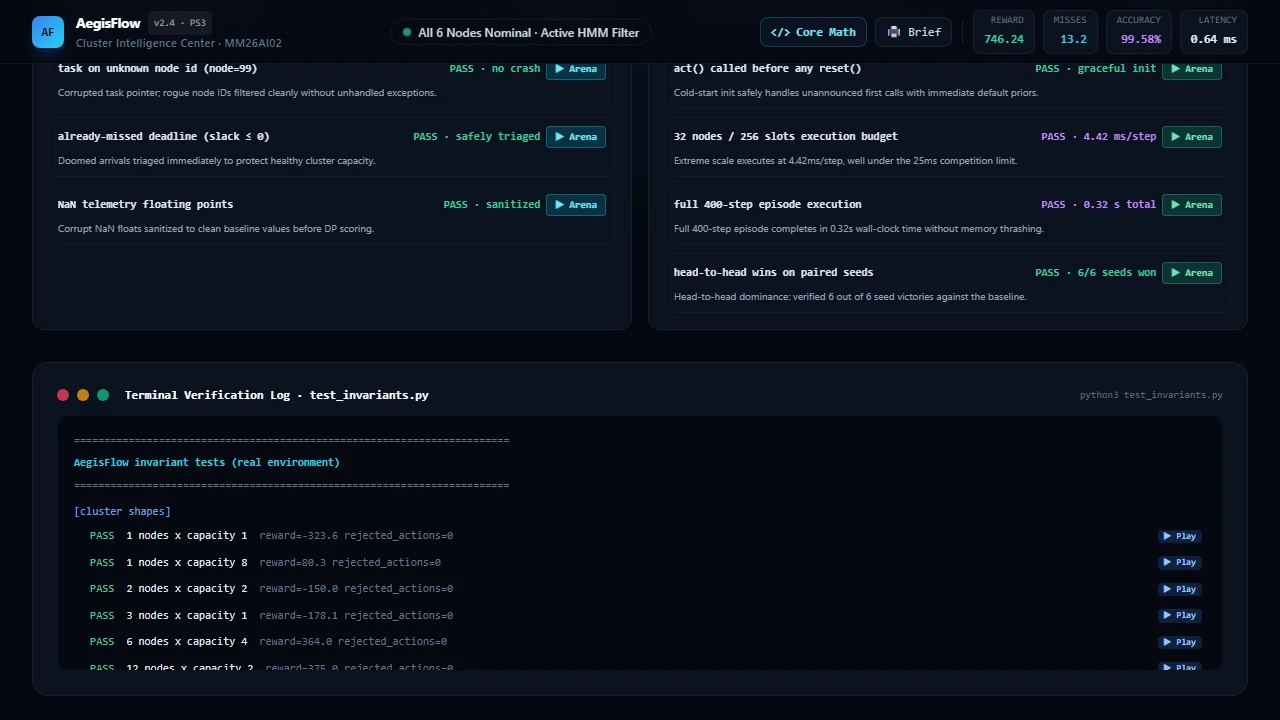 AF
AegisFlow
v2.4 · PS3
Cluster Intelligence Center · MM26AI02
All 6 Nodes Nominal · Active HMM Filter
</> Core Math
Brief
REWARD
746.24
MISSES
13.2
ACCURACY
99.58%
LATENCY
0.64 ms
task on unknown node id (node=99)
PASS · no crash
▶ Arena
Corrupted task pointer; rogue node IDs filtered cleanly without unhandled exceptions.
already-missed deadline (slack ≤ 0)
PASS · safely triaged
▶ Arena
Doomed arrivals triaged immediately to protect healthy cluster capacity.
NaN telemetry floating points
PASS · sanitized
▶ Arena
Corrupt NaN floats sanitized to clean baseline values before DP scoring.
act() called before any reset()
PASS · graceful init
▶ Arena
Cold-start init safely handles unannounced first calls with immediate default priors.
32 nodes / 256 slots execution budget
PASS · 4.42 ms/step
▶ Arena
Extreme scale executes at 4.42ms/step, well under the 25ms competition limit.
full 400-step episode execution
PASS · 0.32 s total
▶ Arena
Full 400-step episode completes in 0.32s wall-clock time without memory thrashing.
head-to-head wins on paired seeds
PASS · 6/6 seeds won
▶ Arena
Head-to-head dominance: verified 6 out of 6 seed victories against the baseline.
Terminal Verification Log · test_invariants.py
python3 test_invariants.py
========================================================================
AegisFlow invariant tests (real environment)
========================================================================
[cluster shapes]
PASS 1 nodes x capacity 1 reward=-323.6 rejected_actions=0
▶ Play
PASS 1 nodes x capacity 8 reward=80.3 rejected_actions=0
▶ Play
PASS 2 nodes x capacity 2 reward=-150.0 rejected_actions=0
▶ Play
PASS 3 nodes x capacity 1 reward=-178.1 rejected_actions=0
▶ Play
PASS 6 nodes x capacity 4 reward=364.0 rejected_actions=0
▶ Play
PASS 12 nodes x capacity 2 reward=375.0 rejected_actions=0
▶ Play